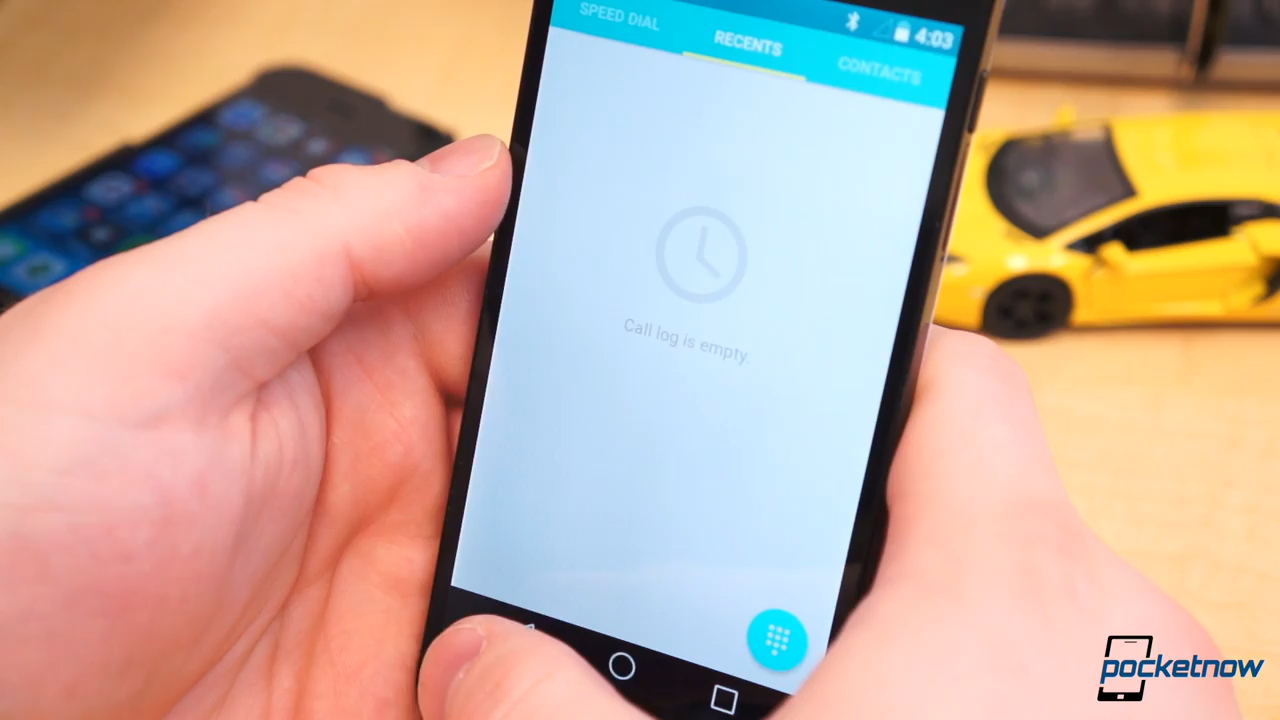 4:03
SPEED DIAL
RECENTS
CONTACTS
Call log is empty.
pocketnow